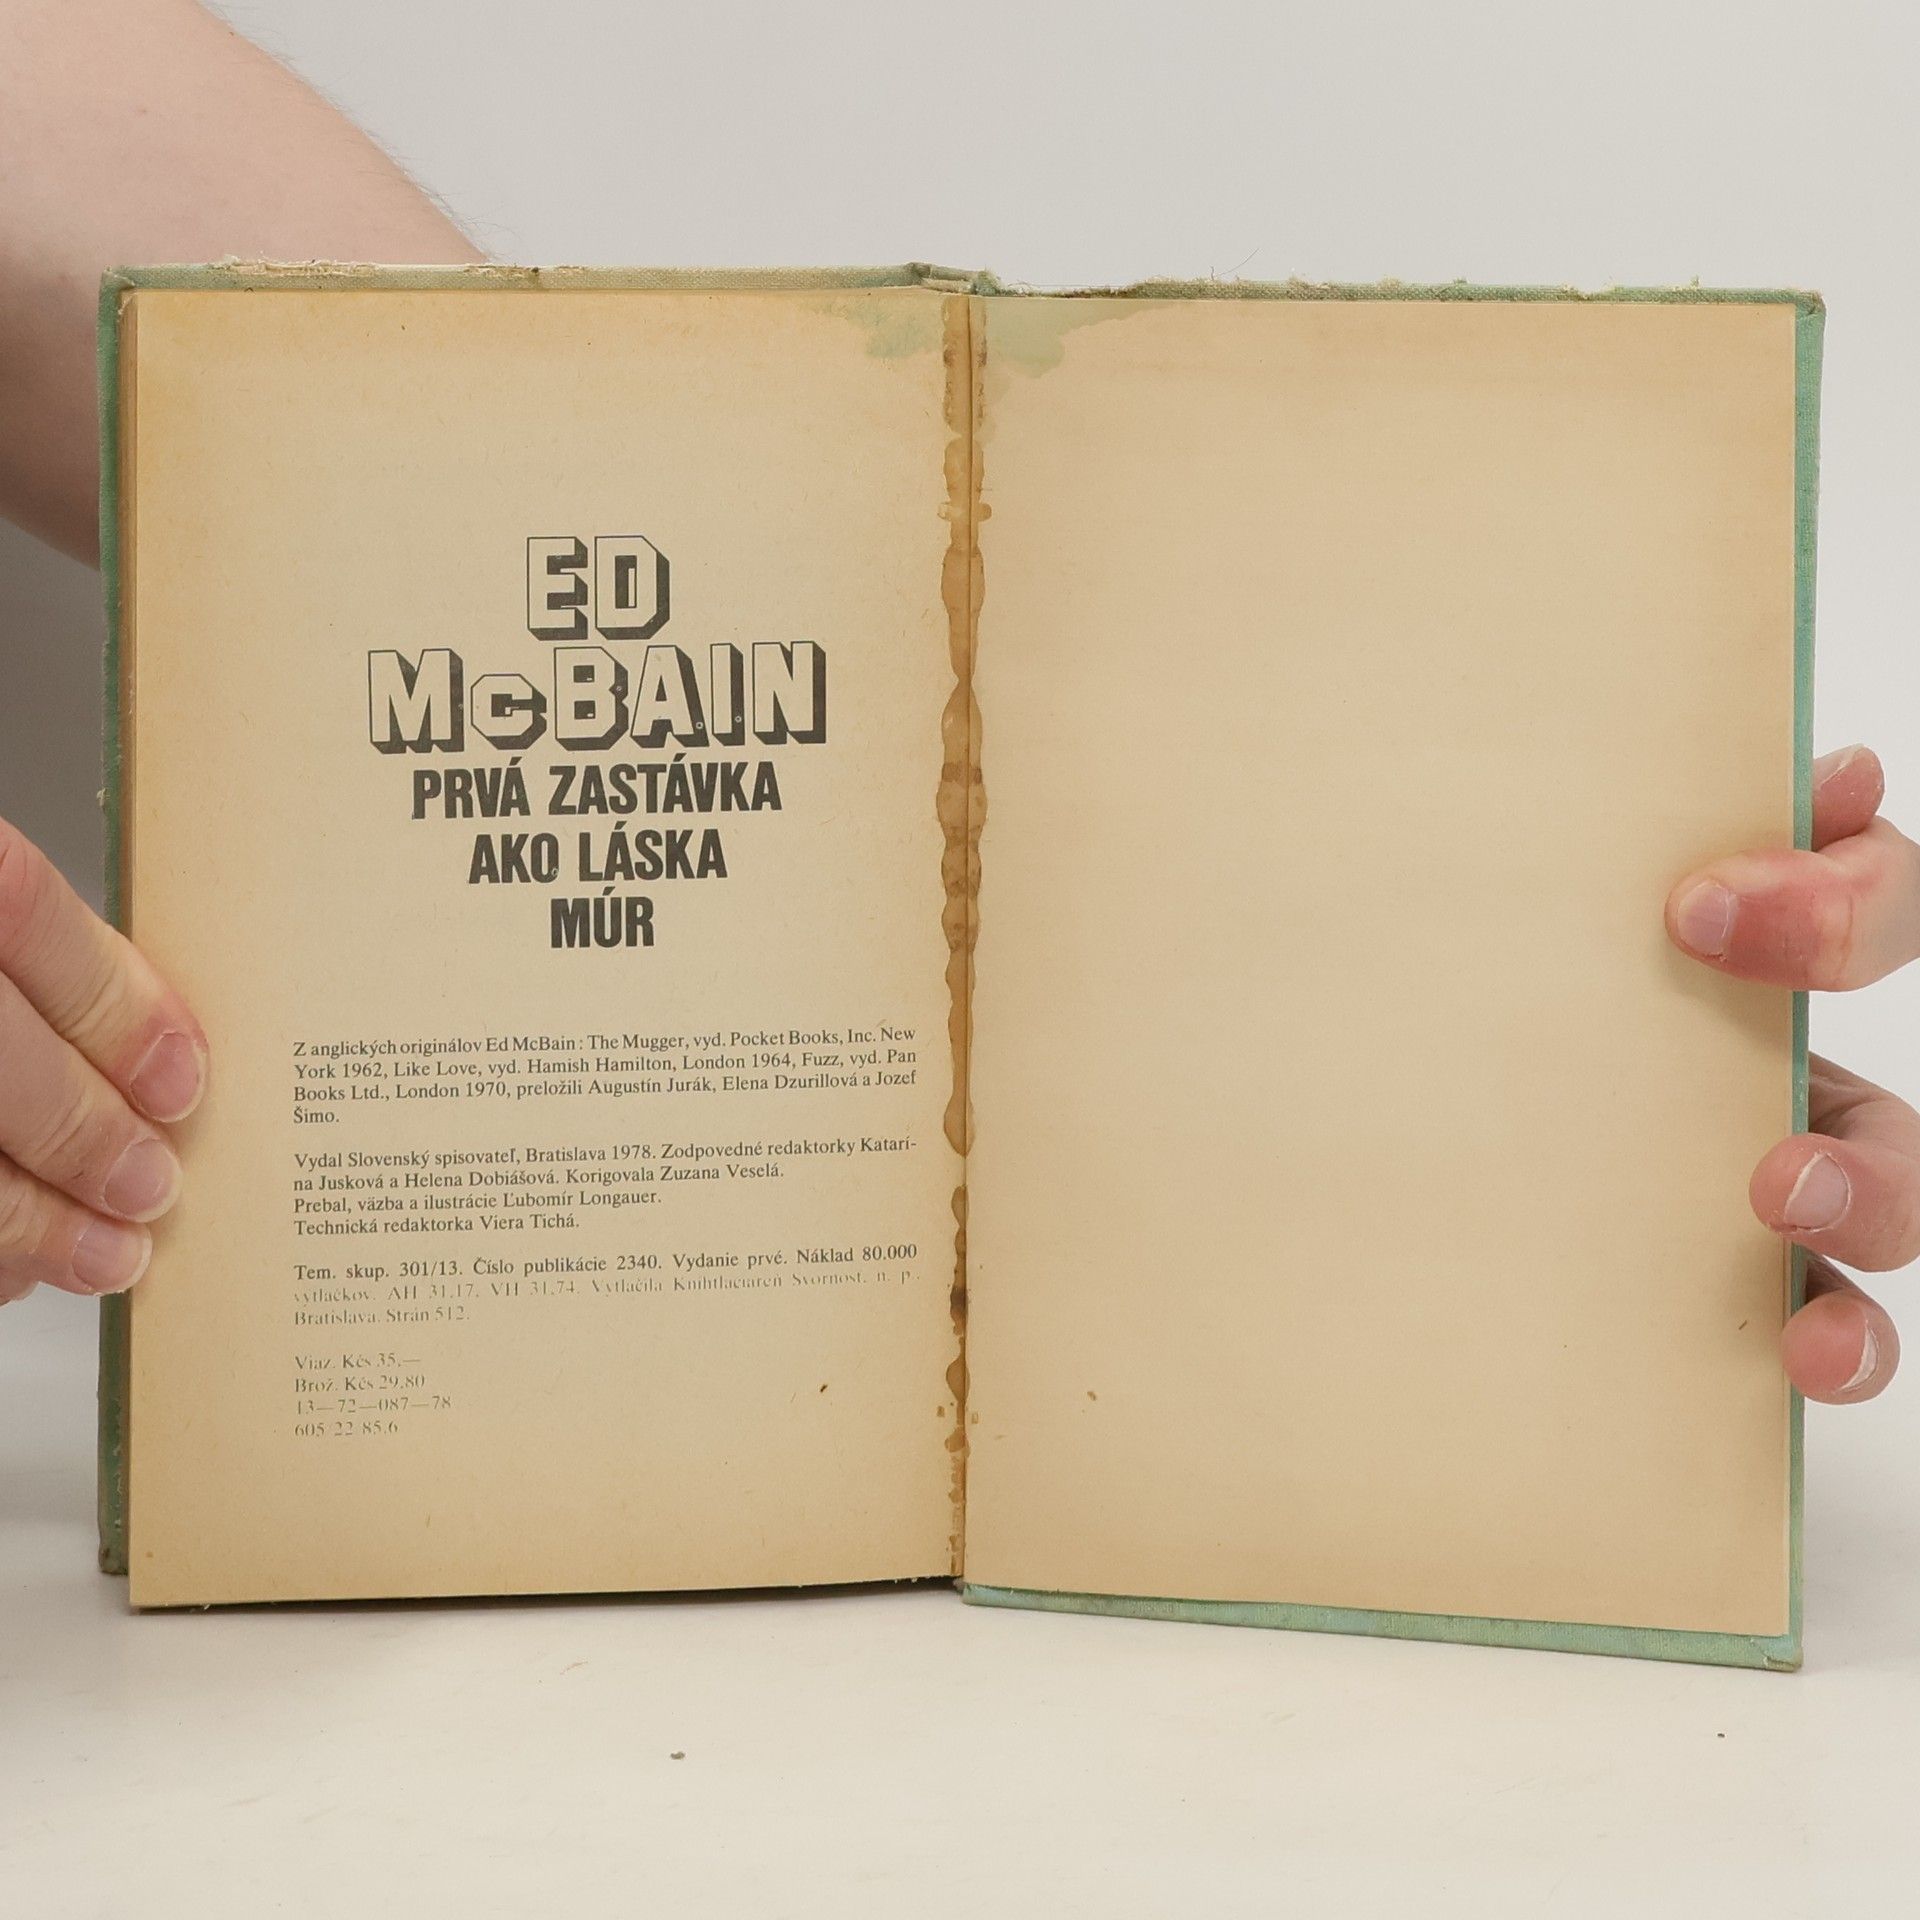 ED
McBAIN
PRVÁ ZASTÁVKA
AKO LÁSKA
MÚR
Z anglických originálov Ed McBain: The Mugger, vyd. Pocket Books, Inc. New
York 1962, Like Love, vyd. Hamish Hamilton, London 1964, Fuzz, vyd. Pan
Books Ltd., London 1970, preložili Augustín Jurák, Elena Dzurillová a Jozef
Šimo.
Vydal Slovenský spisovateľ, Bratislava 1978. Zodpovedné redaktorky Katarí-
na Jusková a Helena Dobiášová. Korigovala Zuzana Veselá.
Prebal, väzba a ilustrácie Ľubomír Longauer.
Technická redaktorka Viera Tichá.
Tem. skup. 301/13. Číslo publikácie 2340. Vydanie prvé. Náklad 80.000
výtlačkov. AH 31,17, VH 31,74. Vytlačila Kníhtlačiareň Svornosť, n. p.,
Bratislava. Strán 512.
Viaz. Kčs 35,—
Brož. Kčs 29,80
13—72—087—78
605/22/85.6